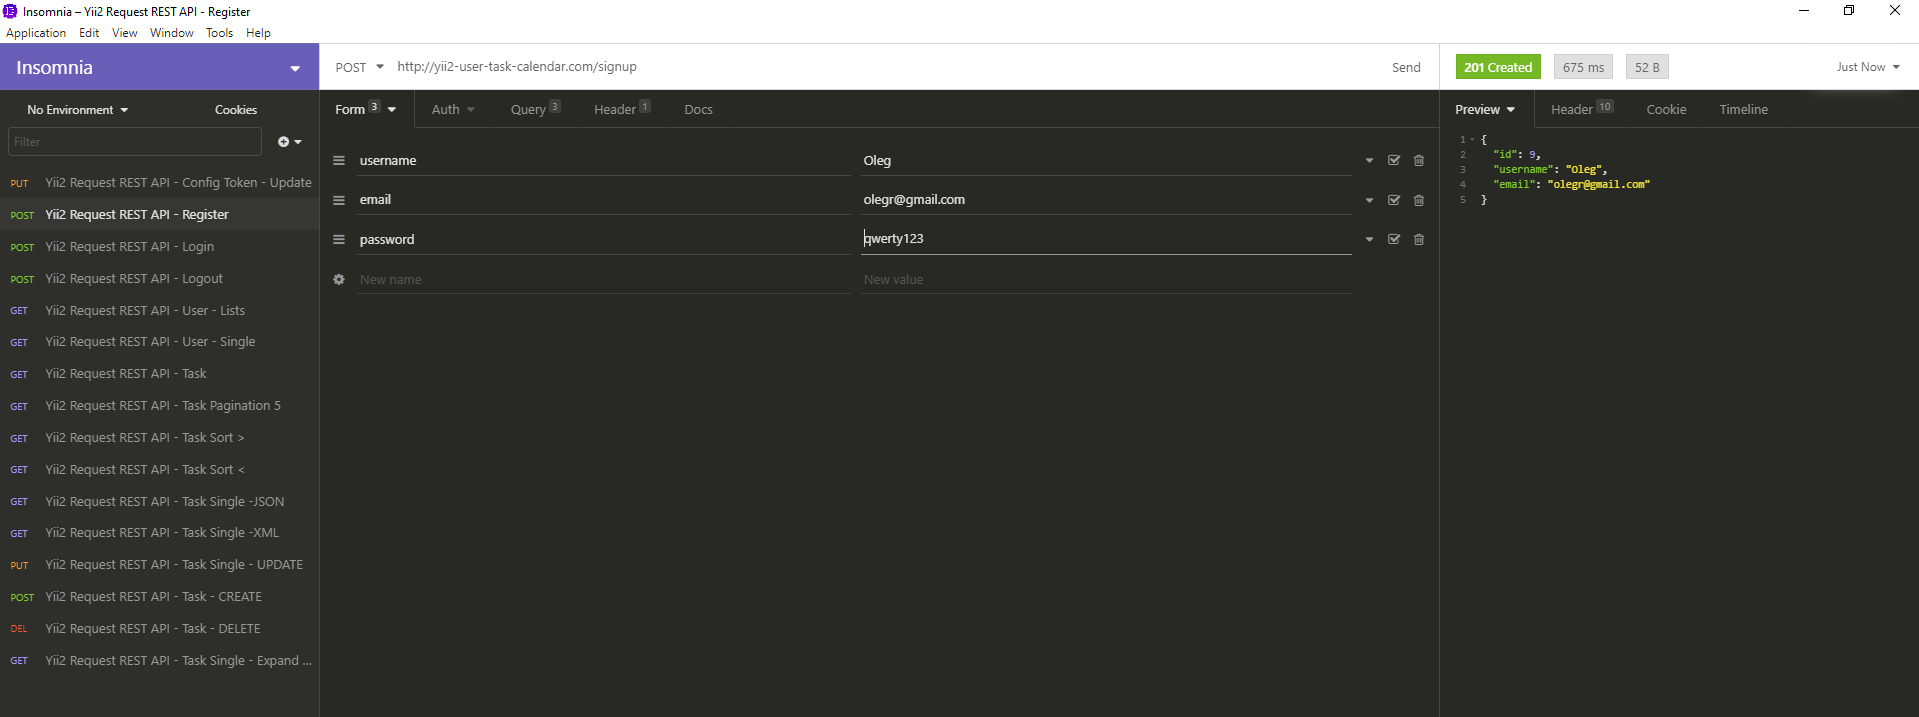 Insomnia – Yii2 Request REST API - Register
Application Edit View Window Tools Help
Insomnia
POST http://yii2-user-task-calendar.com/signup Send
201 Created 675 ms 52 B Just Now
No Environment Cookies
Filter
PUT Yii2 Request REST API - Config Token - Update
POST Yii2 Request REST API - Register
POST Yii2 Request REST API - Login
POST Yii2 Request REST API - Logout
GET Yii2 Request REST API - User - Lists
GET Yii2 Request REST API - User - Single
GET Yii2 Request REST API - Task
GET Yii2 Request REST API - Task Pagination 5
GET Yii2 Request REST API - Task Sort >
GET Yii2 Request REST API - Task Sort <
GET Yii2 Request REST API - Task Single -JSON
GET Yii2 Request REST API - Task Single -XML
PUT Yii2 Request REST API - Task Single - UPDATE
POST Yii2 Request REST API - Task - CREATE
DEL Yii2 Request REST API - Task - DELETE
GET Yii2 Request REST API - Task Single - Expand ...
Form 3 Auth Query 3 Header 1 Docs
username Oleg
email olegr@gmail.com
password qwerty123
New name New value
Preview Header 10 Cookie Timeline
1 {
2 "id": 9,
3 "username": "Oleg",
4 "email": "olegr@gmail.com"
5 }